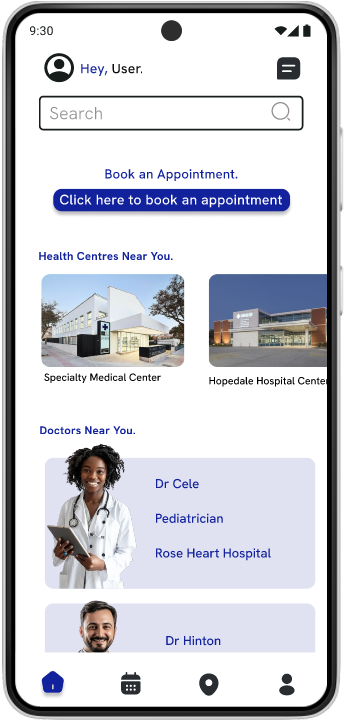 9:30
Hey, User.
Search
Book an Appointment.
Click here to book an appointment
Health Centres Near You.
Specialty Medical Center
Hopedale Hospital Center
Doctors Near You.
Dr Cele
Pediatrician
Rose Heart Hospital
Dr Hinton